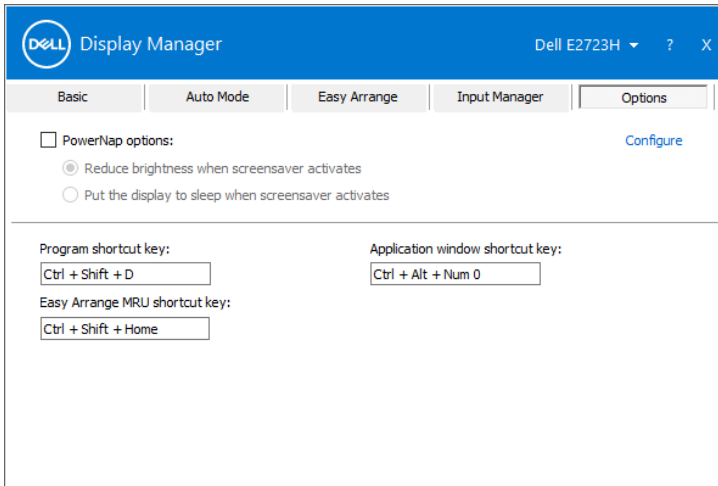 DELL Display Manager Dell E2723H ? X
Basic Auto Mode Easy Arrange Input Manager Options
PowerNap options: Configure
Reduce brightness when screensaver activates
Put the display to sleep when screensaver activates
Program shortcut key: Application window shortcut key:
Ctrl + Shift + D Ctrl + Alt + Num 0
Easy Arrange MRU shortcut key:
Ctrl + Shift + Home